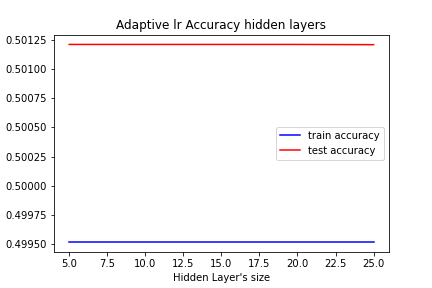 Adaptive lr Accuracy hidden layers
0.50125
0.50100
0.50075
0.50050
0.50025
0.50000
0.49975
0.49950
train accuracy
test accuracy
5.0 7.5 10.0 12.5 15.0 17.5 20.0 22.5 25.0
Hidden Layer's size